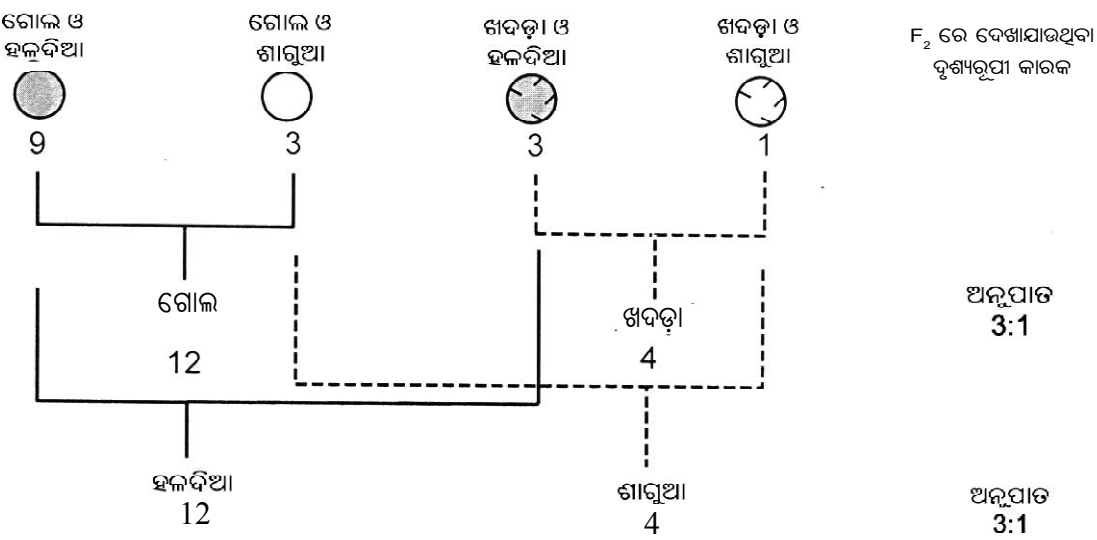 ଗୋଲ ଓ
ହଳଦିଆ
ଗୋଲ ଓ
ଶାଗୁଆ
ଖଦଡ଼ା ଓ
ହଳଦିଆ
ଖଦଡ଼ା ଓ
ଶାଗୁଆ
F₂ ରେ ଦେଖାଯାଉଥିବା
ଦୃଶ୍ୟରୂପୀ କାରକ
9
3
3
1
ଗୋଲ
12
ଖଦଡ଼ା
4
ଅନୁପାତ
3:1
ହଳଦିଆ
12
ଶାଗୁଆ
4
ଅନୁପାତ
3:1